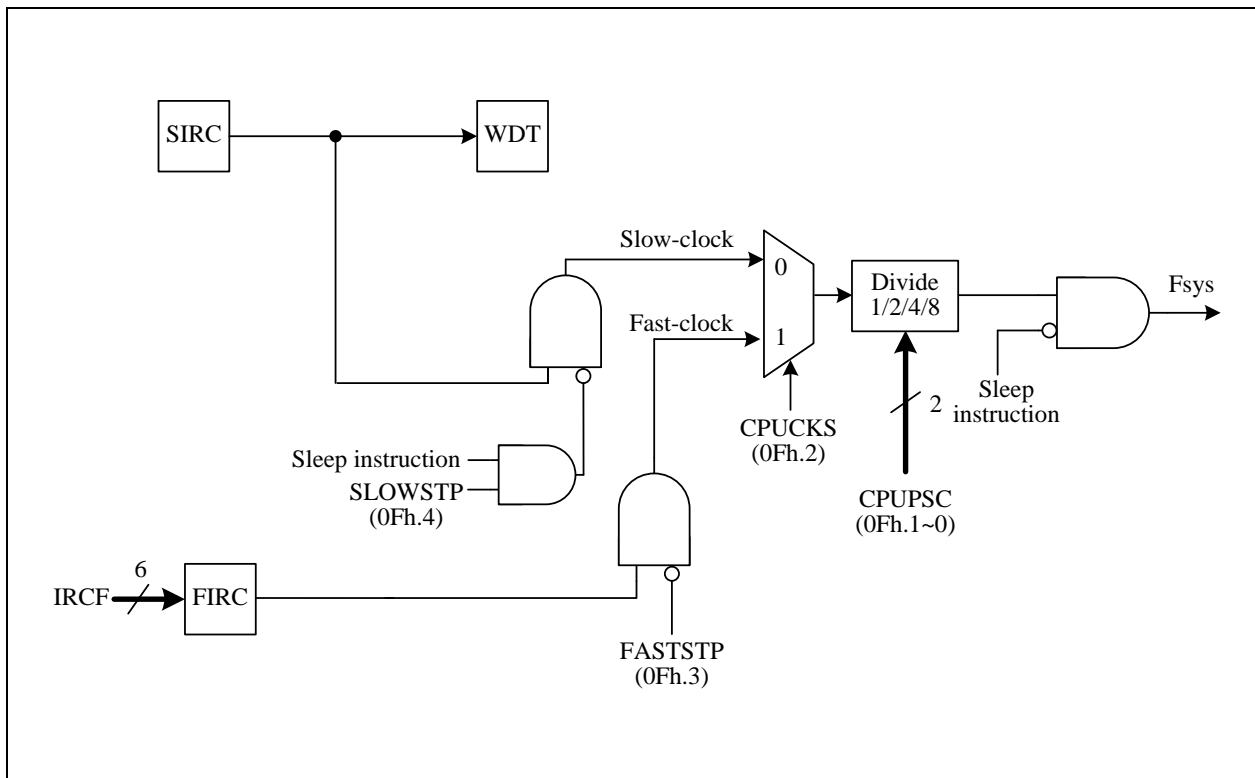 SIRC
WDT
Slow-clock
0
Divide
1/2/4/8
Fsys
Fast-clock
1
Sleep
instruction
2
CPUCKS
(0Fh.2)
Sleep instruction
SLOWSTP
(0Fh.4)
CPUPSC
(0Fh.1~0)
6
IRCF
FIRC
FASTSTP
(0Fh.3)